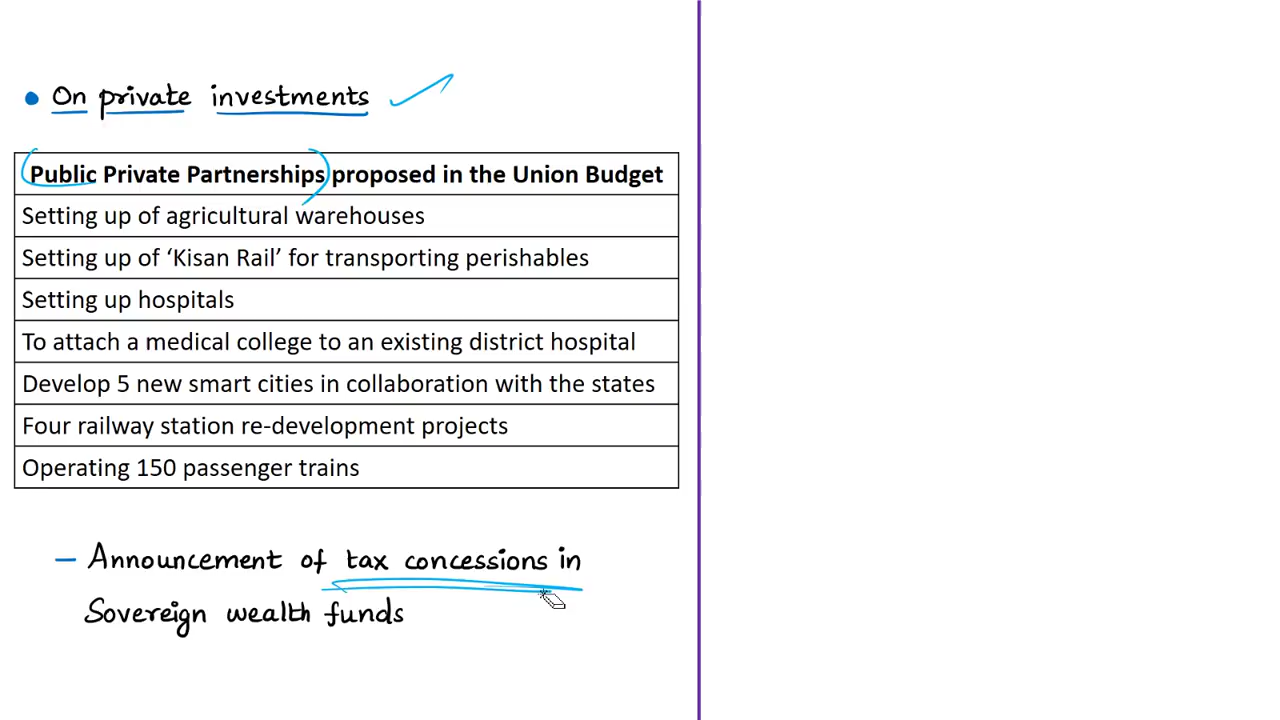 • On private investments
Public Private Partnerships proposed in the Union Budget
Setting up of agricultural warehouses
Setting up of ‘Kisan Rail’ for transporting perishables
Setting up hospitals
To attach a medical college to an existing district hospital
Develop 5 new smart cities in collaboration with the states
Four railway station re-development projects
Operating 150 passenger trains
– Announcement of tax concessions in
Sovereign wealth funds